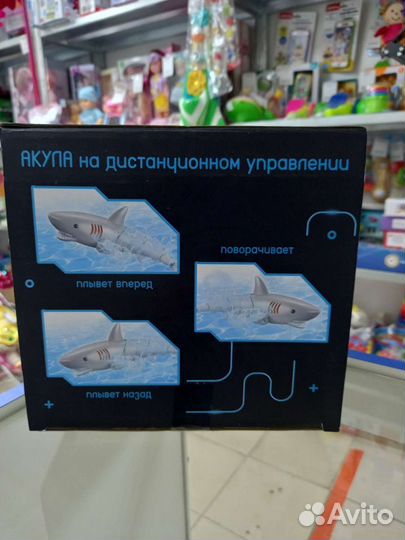 АКУЛА на дистанционном управлении
плывет вперед
поворачивает
плывет назад
Avito